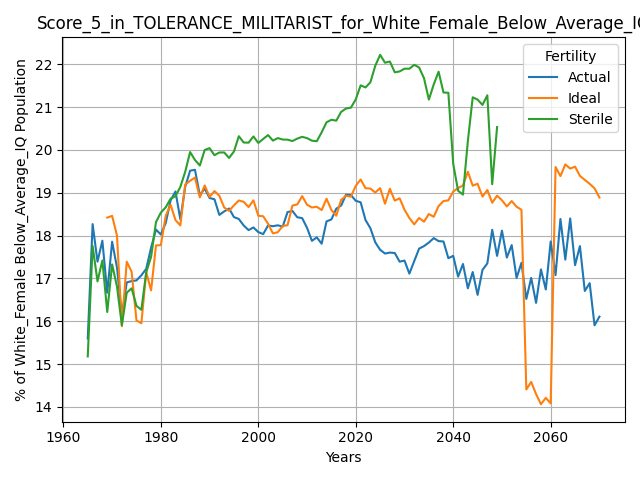 Score_5_in_TOLERANCE_MILITARIST_for_White_Female_Below_Average_IQ
Fertility
Actual
Ideal
Sterile
% of White_Female Below_Average_IQ Population
22
21
20
19
18
17
16
15
14
1960
1980
2000
2020
2040
2060
Years